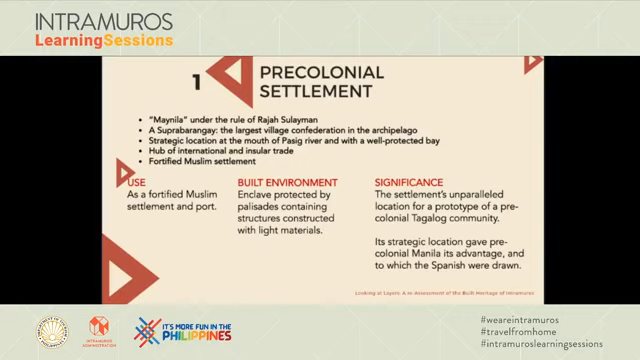 INTRAMUROS
LearningSessions
1
PRECOLONIAL
SETTLEMENT
• "Maynila" under the rule of Rajah Sulayman
• A Suprabarangay: the largest village confederation in the archipelago
• Strategic location at the mouth of Pasig river and with a well-protected bay
• Hub of international and insular trade
• Fortified Muslim settlement
USE
As a fortified Muslim
settlement and port.
BUILT ENVIRONMENT
Enclave protected by
palisades containing
structures constructed
with light materials.
SIGNIFICANCE
The settlement's unparalleled
location for a prototype of a pre-
colonial Tagalog community.
Its strategic location gave pre-
colonial Manila its advantage, and
to which the Spanish were drawn.
Looking at Layers: A re-Assessment of the Built Heritage of Intramuros
INTRAMUROS
ADMINISTRATION
IT'S MORE FUN IN THE
PHILIPPINES
#weareintramuros
#travelfromhome
#intramuroslearningsessions